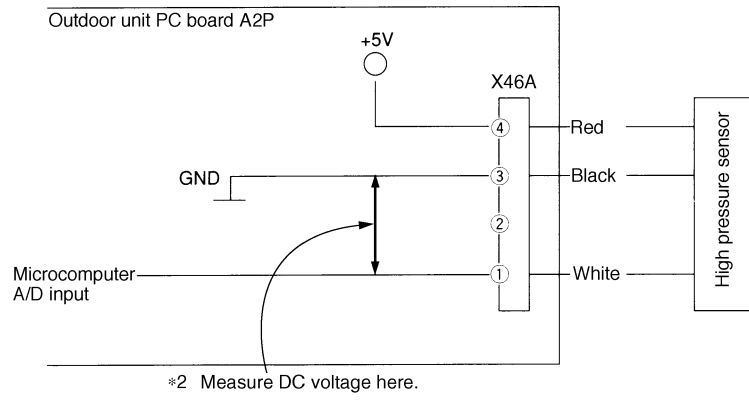 Outdoor unit PC board A2P
+5V
X46A
4
Red
GND
3
Black
2
Microcomputer
A/D input
1
White
High pressure sensor
*2 Measure DC voltage here.